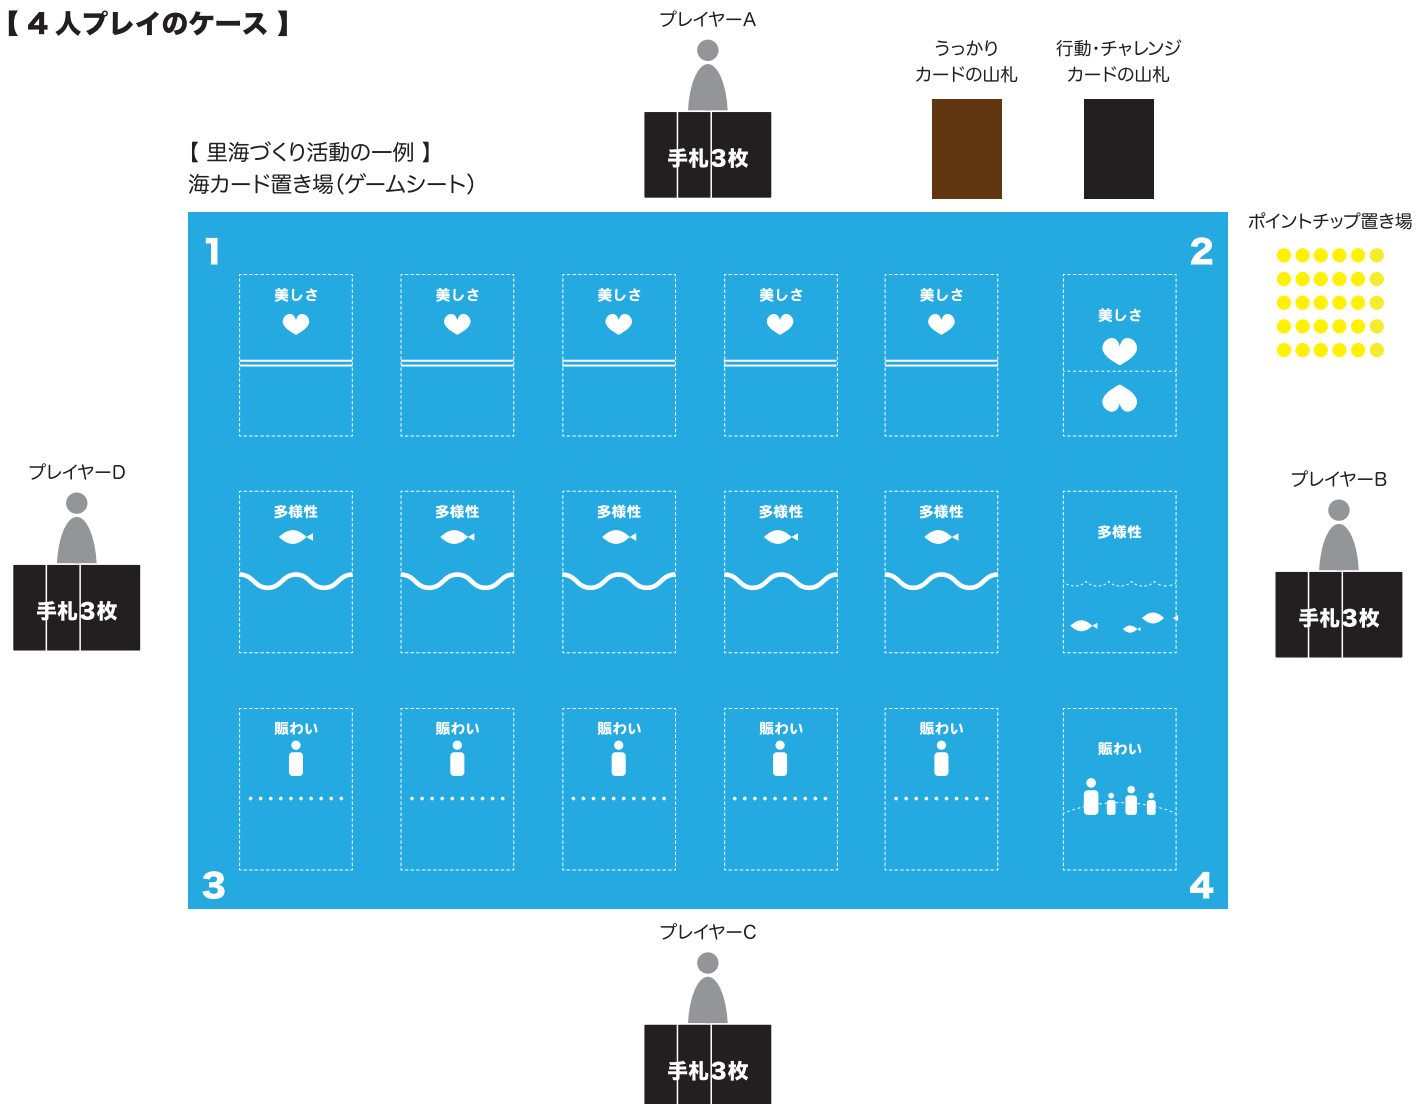 【 4 人プレイのケース 】
プレイヤーA
うっかり
カードの山札
行動・チャレンジ
カードの山札
手札3枚
【 里海づくり活動の一例 】
海カード置き場（ゲームシート）
ポイントチップ置き場
1
2
美しさ
美しさ
美しさ
美しさ
美しさ
美しさ
プレイヤーD
手札3枚
プレイヤーB
手札3枚
多様性
多様性
多様性
多様性
多様性
多様性
賑わい
賑わい
賑わい
賑わい
賑わい
賑わい
3
4
プレイヤーC
手札3枚